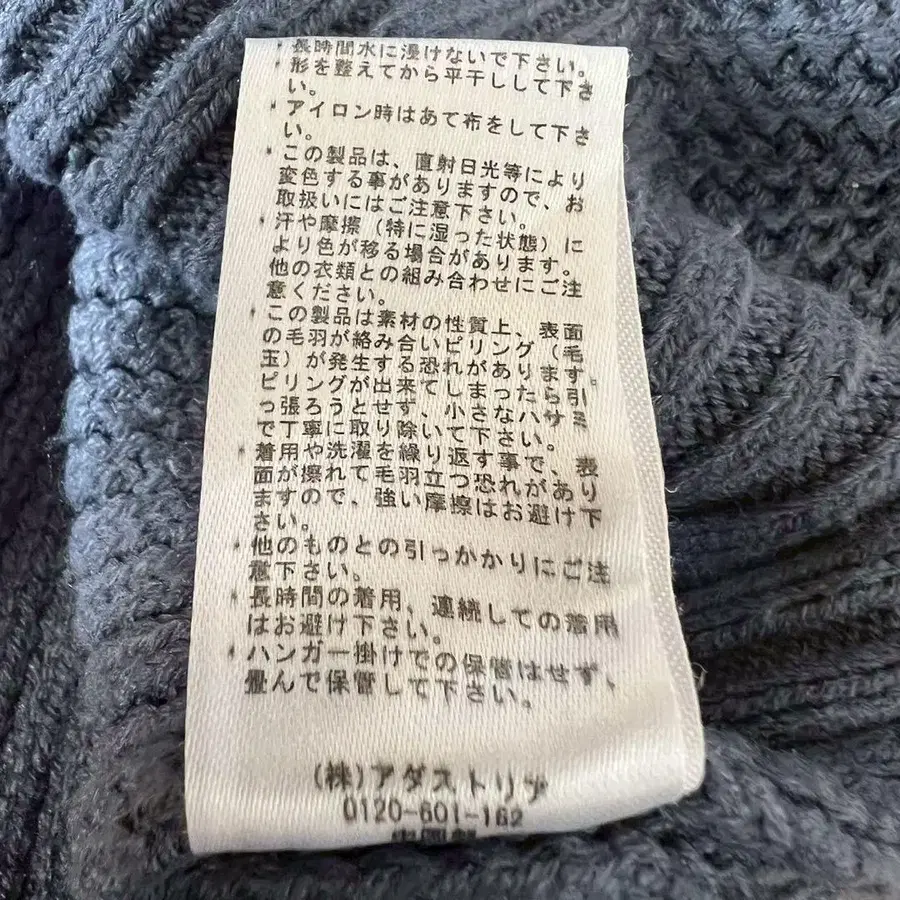 ・長時間水に浸けないで下さい。
・形を整えてから平干しして下さ
い。
・アイロン時はあて布をして下さ
い。
・この製品は、直射日光等により
変色する事がありますので、お
取扱いにはご注意下さい。
・汗や摩擦（特に湿った状態）に
より色が移る場合があります。
他の衣類との組み合わせにご注
意ください。
・この製品は素材の性質上、表面
の毛羽が絡み合いピリング（毛
玉）が発生する恐れがあります。
ピリングが出来てしまったら引
っ張ろうとせず、小さなハサミ
で丁寧に取り除いて下さい。
・着用や洗濯を繰り返す事で、表
面が擦れて毛羽立つ恐れがあり
ますので、強い摩擦はお避け下
さい。
・他のものとの引っかかりにご注
意下さい。
・長時間の着用、連続しての着用
はお避け下さい。
・ハンガー掛けでの保管はせず、
畳んで保管して下さい。
(株)アダストリア
0120-601-162
中国製